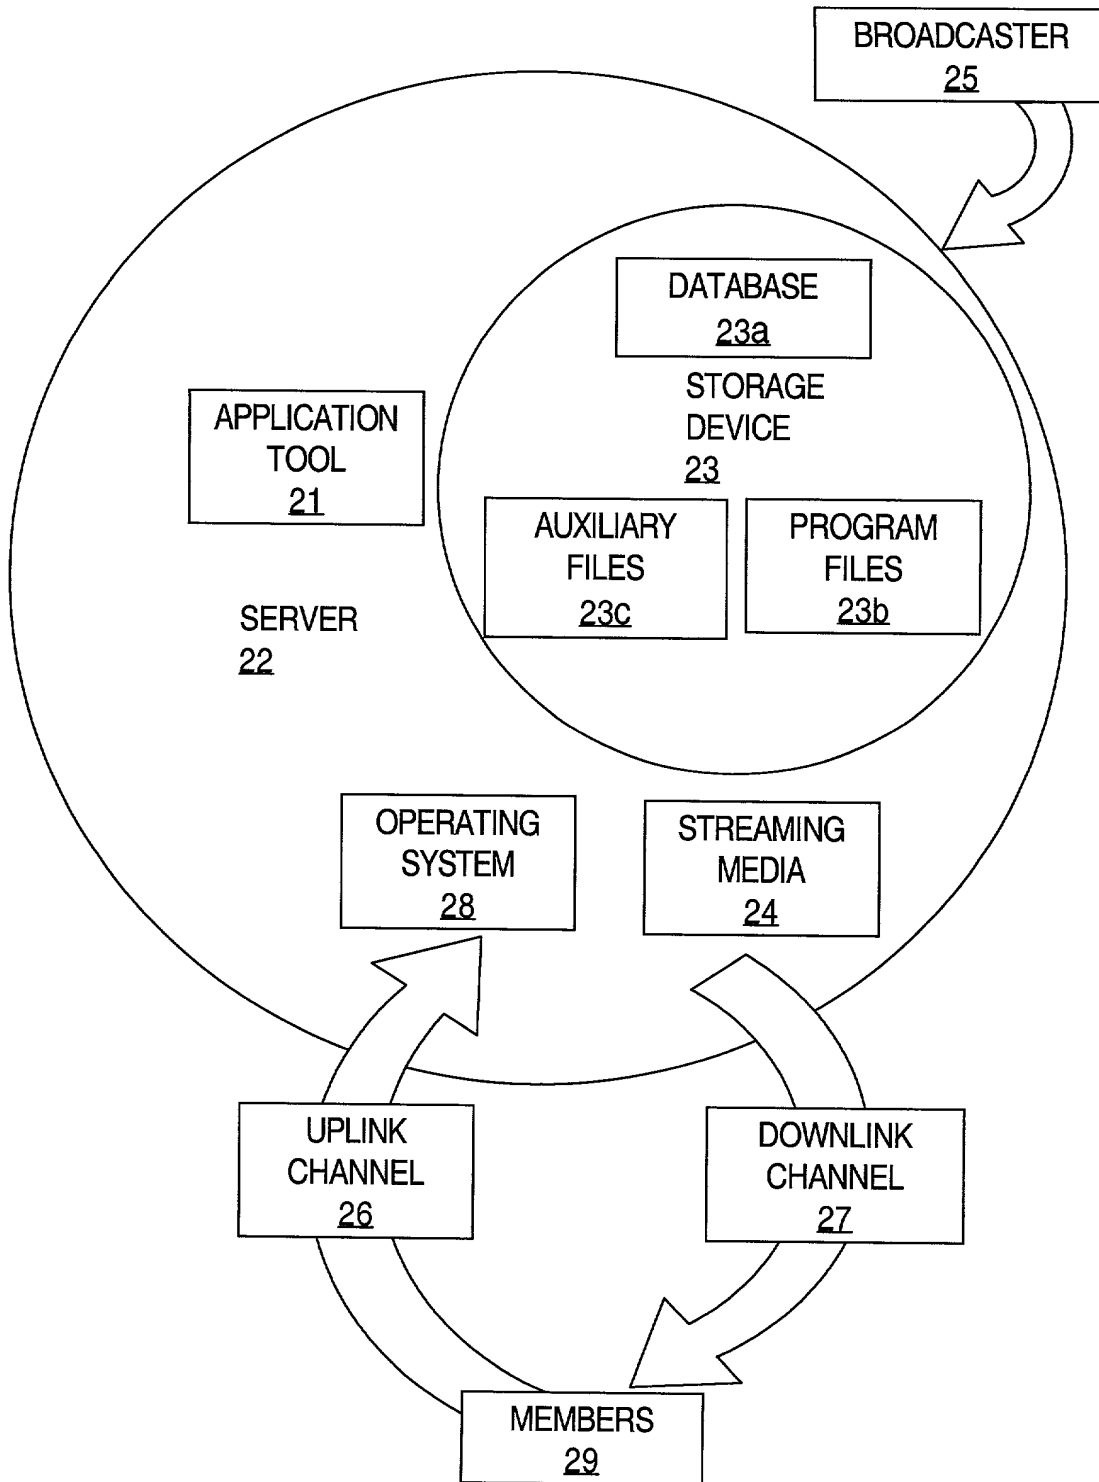 BROADCASTER
25
DATABASE
23a
STORAGE
DEVICE
23
APPLICATION
TOOL
21
AUXILIARY
FILES
23c
PROGRAM
FILES
23b
SERVER
22
OPERATING
SYSTEM
28
STREAMING
MEDIA
24
UPLINK
CHANNEL
26
DOWNLINK
CHANNEL
27
MEMBERS
29